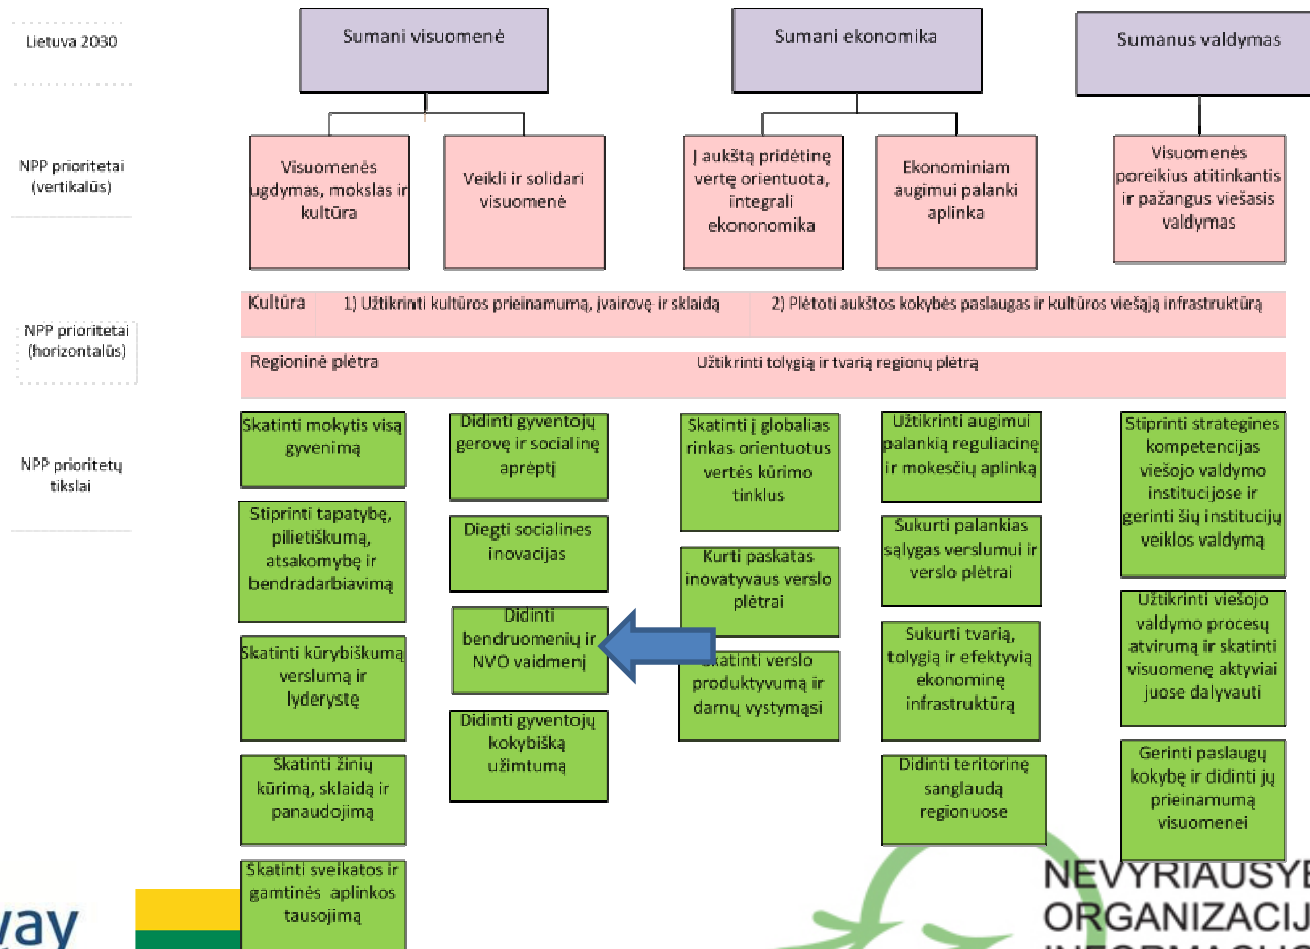 Lietuva 2030
Sumani visuomenė
Sumani ekonomika
Sumanus valdymas
NPP prioritetai
(vertikalūs)
Visuomenės
ugdymas, mokslas ir
kultūra
Veikli ir solidari
visuomenė
Į aukštą pridėtinę
vertę orientuota,
integrali
ekononomika
Ekonominiam
augimui palanki
aplinka
Visuomenės
poreikius atitinkantis
ir pažangus viešasis
valdymas
NPP prioritetai
(horizontalūs)
Kultūra
1) Užtikrinti kultūros prieinamumą, įvairovę ir sklaidą
2) Plėtoti aukštos kokybės paslaugas ir kultūros viešąją infrastruktūrą
Regioninė plėtra
Užtikrinti tolygią ir tvarią regionų plėtrą
NPP prioritetų
tikslai
Skatinti mokytis visą
gyvenimą
Stiprinti tapatybę,
pilietiškumą,
atsakomybę ir
bendradarbiavimą
Skatinti kūrybiškumą
verslumą ir
lyderystę
Skatinti žinių
kūrimą, sklaidą ir
panaudojimą
Skatinti sveikatos ir
gamtinės aplinkos
tausojimą
Didinti gyventojų
gerovę ir socialinę
aprėptį
Diegti socialines
inovacijas
Didinti
bendruomenių ir
NVO vaidmenį
Didinti gyventojų
kokybišką
užimtumą
Skatinti į globalias
rinkas orientuotus
vertės kūrimo
tinklus
Kurti paskatas
inovatyvaus verslo
plėtrai
Skatinti verslo
produktyvumą ir
darnų vystymąsi
Užtikrinti augimui
palankią reguliacinę
ir mokesčių aplinką
Sukurti palankias
sąlygas verslumui ir
verslo plėtrai
Sukurti tvarią,
tolygią ir efektyvią
ekonominę
infrastruktūrą
Didinti teritorinę
sanglaudą
regionuose
Stiprinti strategines
kompetencijas
viešojo valdymo
institucijose ir
gerinti šių institucijų
veiklos valdymą
Užtikrinti viešojo
valdymo procesų
atvirumą ir skatinti
visuomenę aktyviai
juose dalyvauti
Gerinti paslaugų
kokybę ir didinti jų
prieinamumą
visuomenei
way
NEVYRIAUSYB
ORGANIZACIJ